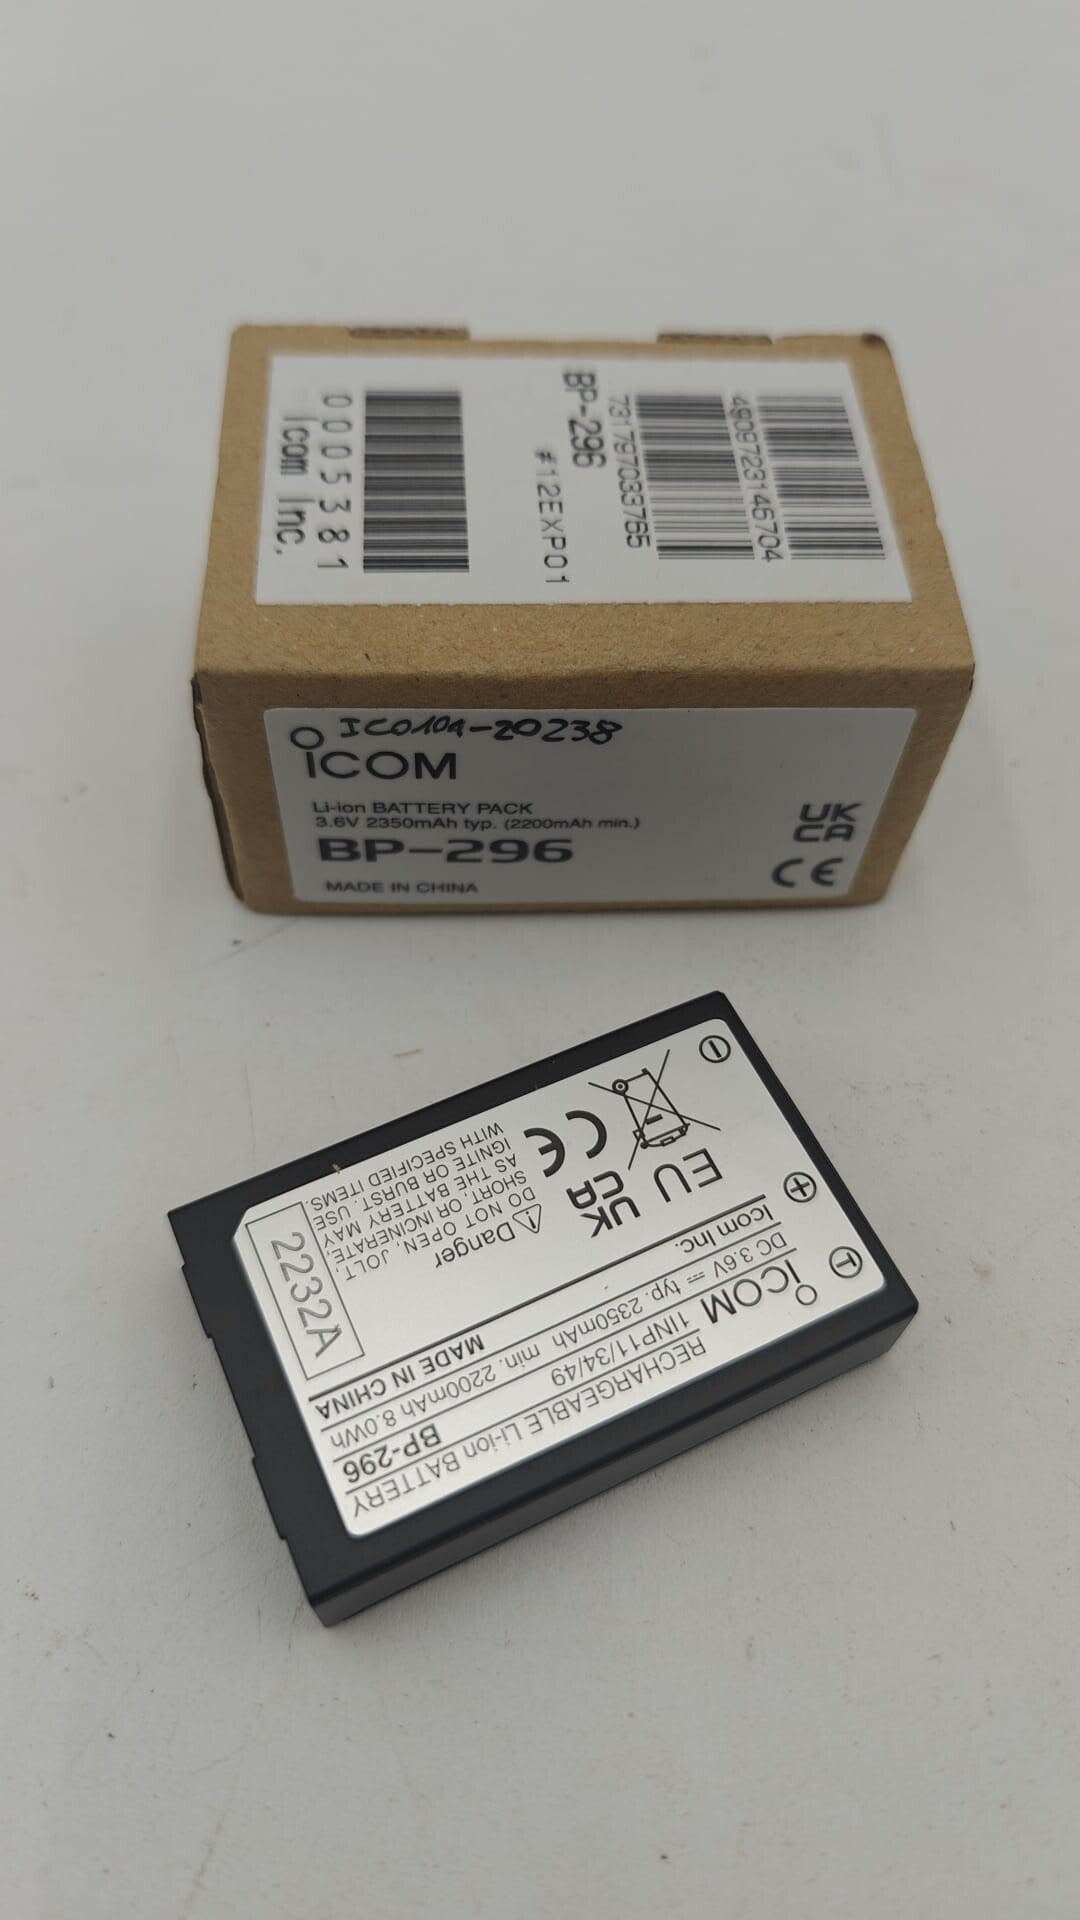 4909723146704
731797033765
BP-296
#12EXP01
0005381
Icom Inc.
ICO109-20238
ICOM
Li-ion BATTERY PACK
3.6V 2350mAh typ. (2200mAh min.)
BP-296
MADE IN CHINA
UK
CA
CE
RECHARGEABLE Li-ion BATTERY
1INP11/34/49
BP-296
ICOM
DC 3.6V ⎓ typ. 2350mAh min. 2200mAh 8.0Wh
Icom Inc.
MADE IN CHINA
EU
UK
CA
CE
⚠Danger
DO NOT OPEN, JOLT,
SHORT, OR INCINERATE,
AS THE BATTERY MAY
IGNITE OR BURST. USE
WITH SPECIFIED ITEMS.
2232A